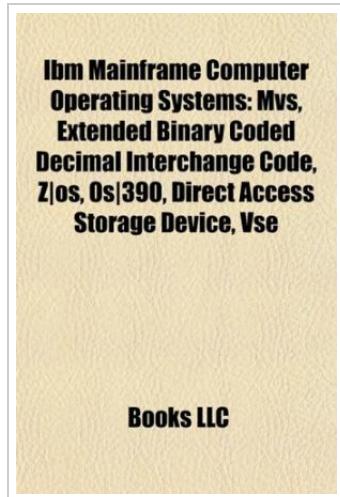 Ibm Mainframe Computer
Operating Systems: Mvs,
Extended Binary Coded
Decimal Interchange Code,
Z|os, Os|390, Direct Access
Storage Device, Vse
Books LLC